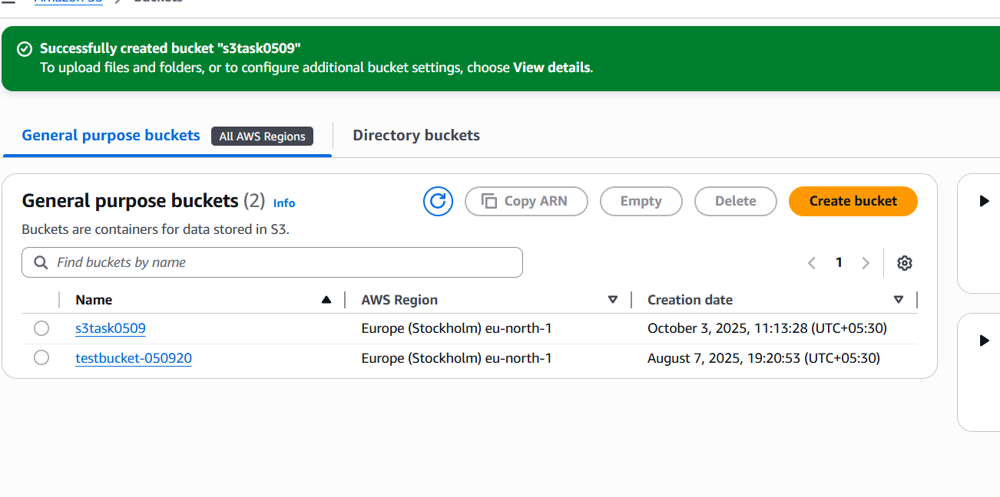 Amazon S3 > Buckets
Successfully created bucket "s3task0509"
To upload files and folders, or to configure additional bucket settings, choose View details.
General purpose buckets All AWS Regions Directory buckets
General purpose buckets (2) Info Copy ARN Empty Delete Create bucket
Buckets are containers for data stored in S3.
Find buckets by name 1
Name AWS Region Creation date
s3task0509 Europe (Stockholm) eu-north-1 October 3, 2025, 11:13:28 (UTC+05:30)
testbucket-050920 Europe (Stockholm) eu-north-1 August 7, 2025, 19:20:53 (UTC+05:30)